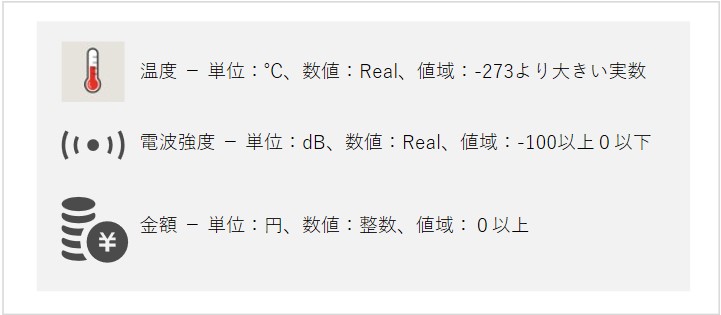 温度 － 単位：℃、数値：Real、値域：-273より大きい実数
電波強度 － 単位：dB、数値：Real、値域：-100以上０以下
金額 － 単位：円、数値：整数、値域：０以上
¥